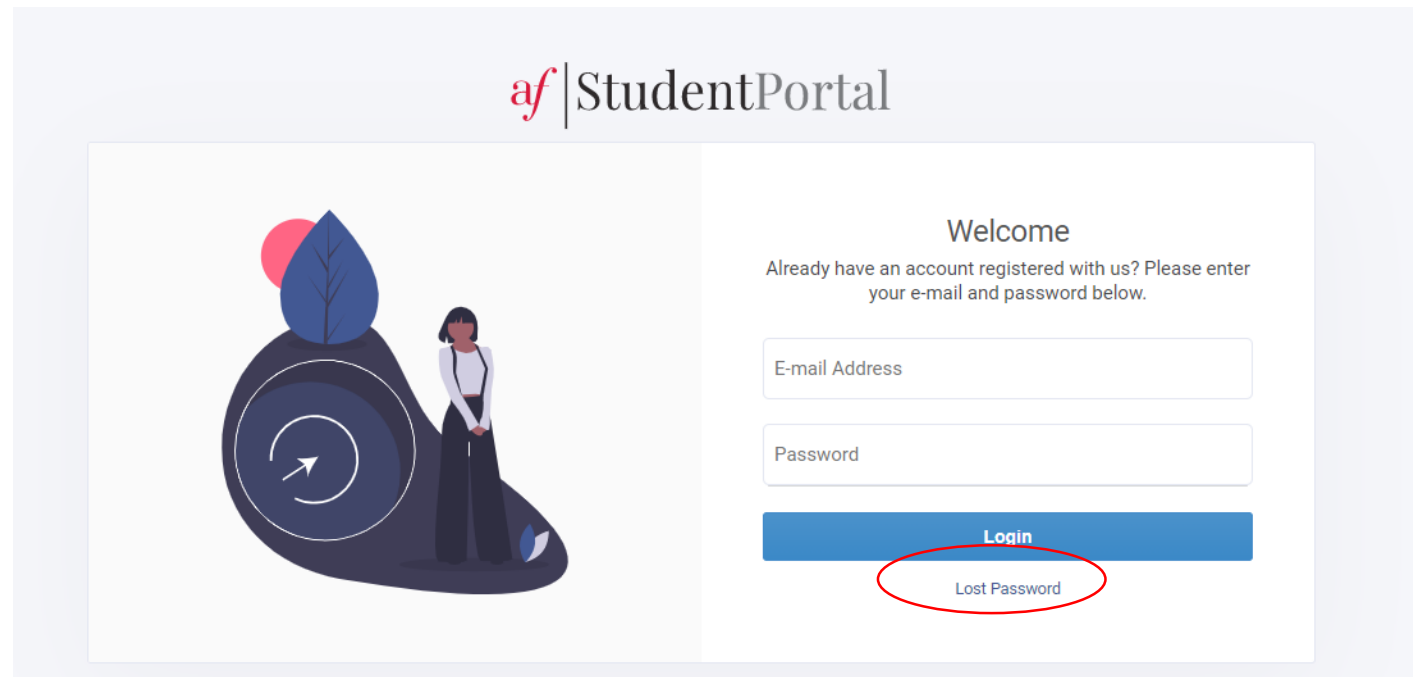 af|StudentPortal
Welcome
Already have an account registered with us? Please enter
your e-mail and password below.
E-mail Address
Password
Login
Lost Password